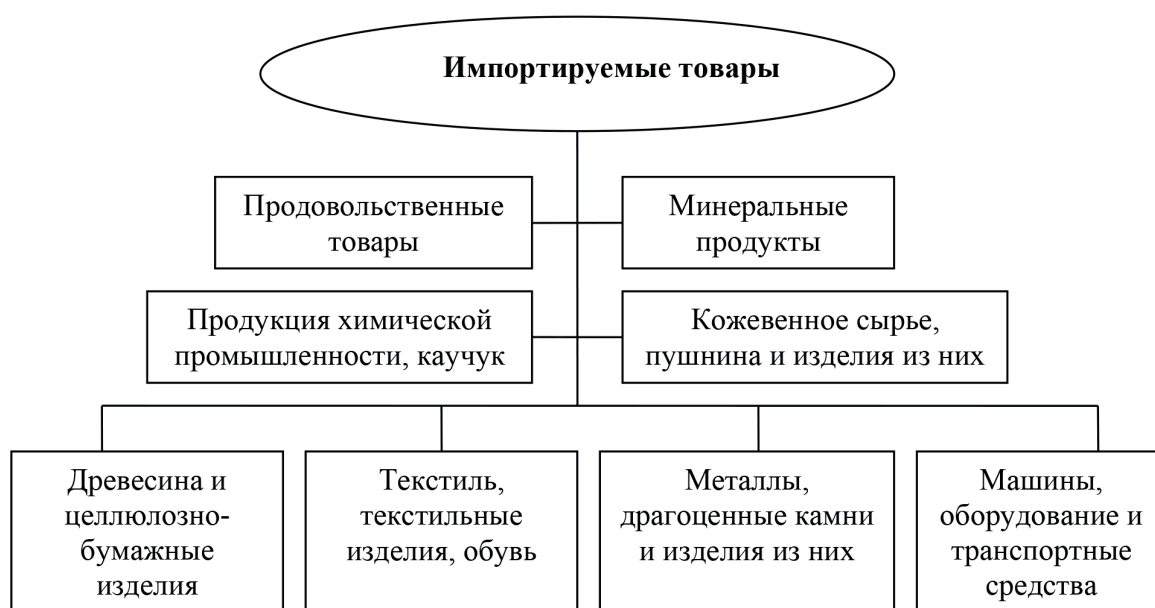 Импортируемые товары
Продовольственные
товары
Минеральные
продукты
Продукция химической
промышленности, каучук
Кожевенное сырье,
пушнина и изделия из них
Древесина и
целлюлозно-
бумажные
изделия
Текстиль,
текстильные
изделия, обувь
Металлы,
драгоценные камни
и изделия из них
Машины,
оборудование и
транспортные
средства